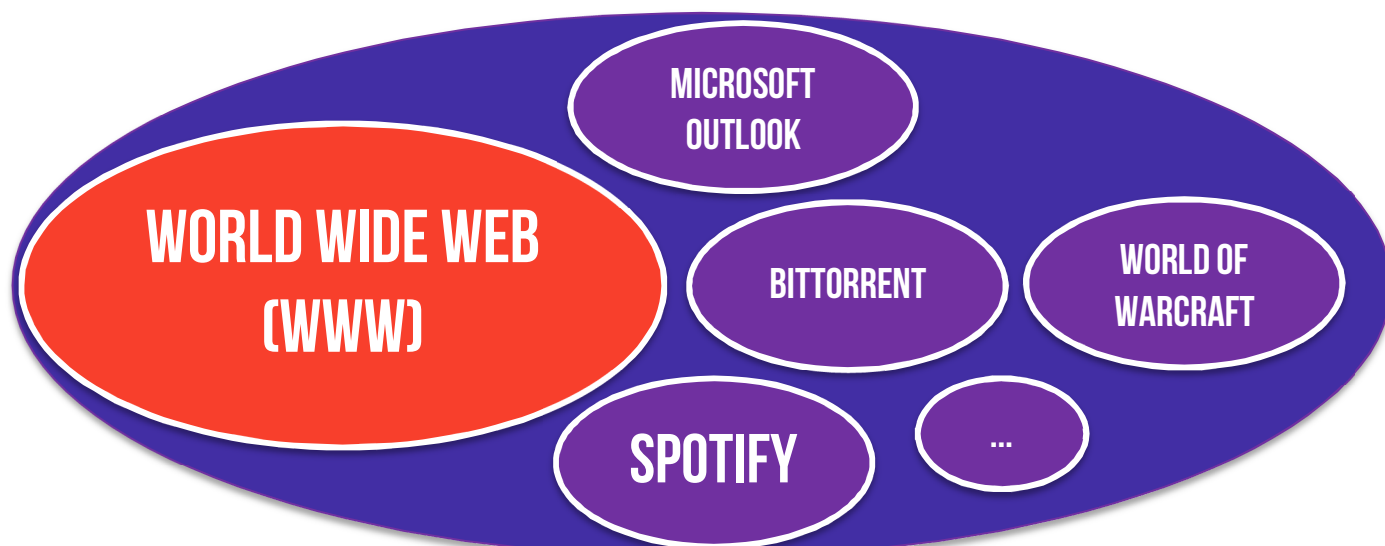 MICROSOFT
OUTLOOK
WORLD WIDE WEB
(WWW)
BITTORRENT
WORLD OF
WARCRAFT
SPOTIFY
...